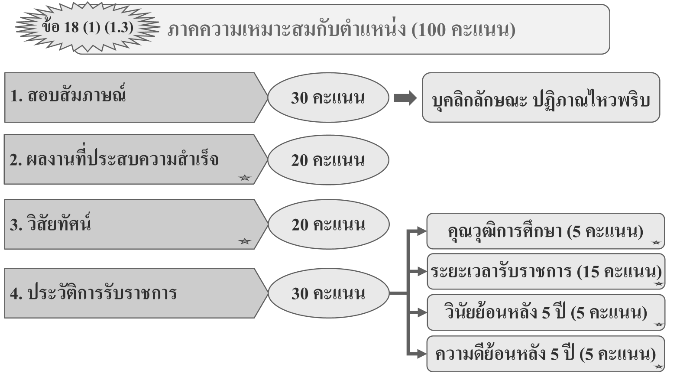 ข้อ 18 (1) (1.3)
ภาคความเหมาะสมกับตำแหน่ง (100 คะแนน)
1. สอบสัมภาษณ์
30 คะแนน
บุคลิกลักษณะ ปฏิภาณไหวพริบ
2. ผลงานที่ประสบความสำเร็จ
20 คะแนน
3. วิสัยทัศน์
20 คะแนน
4. ประวัติการรับราชการ
30 คะแนน
คุณวุฒิการศึกษา (5 คะแนน)
ระยะเวลารับราชการ (15 คะแนน)
วินัยย้อนหลัง 5 ปี (5 คะแนน)
ความดีย้อนหลัง 5 ปี (5 คะแนน)